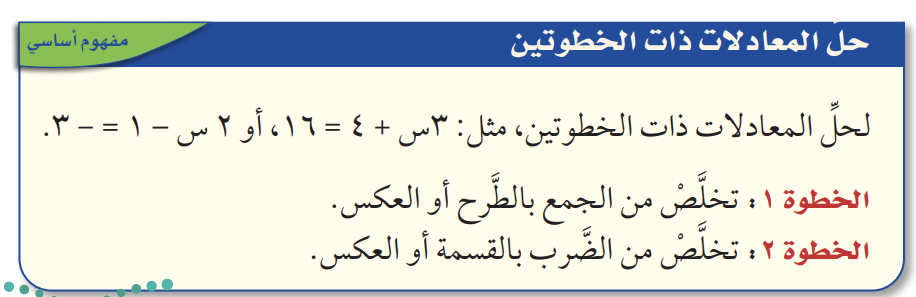 حلّ المعادلات ذات الخطوتين
مفهوم أساسي
لحلِّ المعادلات ذات الخطوتين، مثل: ٣س + ٤ = ١٦، أو ٢ س – ١ = – ٣.
الخطوة ١ : تخلَّصْ من الجمع بالطَّرح أو العكس.
الخطوة ٢ : تخلَّصْ من الضَّرب بالقسمة أو العكس.